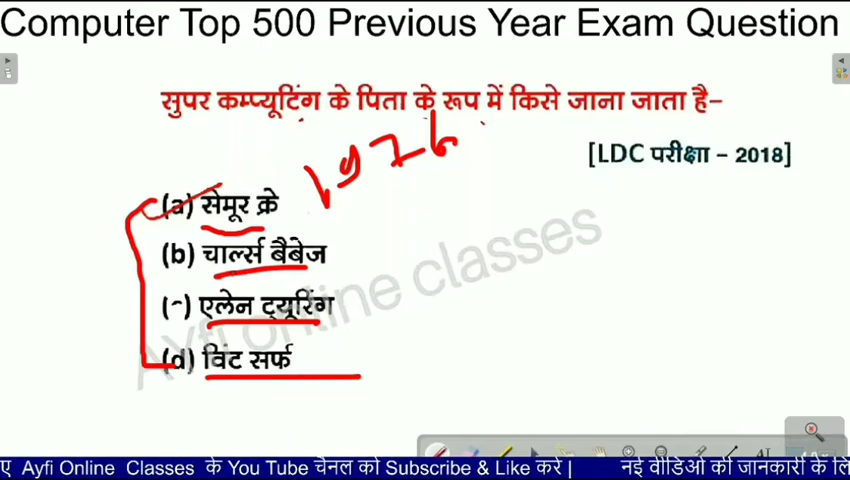 Computer Top 500 Previous Year Exam Question
सुपर कम्प्यूटिंग के पिता के रूप में किसे जाना जाता है–
[LDC परीक्षा – 2018]
1976
(a) सेमूर क्रे
(b) चार्ल्स बैबेज
(c) एलेन ट्यूरिंग
(d) विंट सर्फ
Ayfi online classes
ए Ayfi Online Classes के You Tube चैनल को Subscribe & Like करे | नई वीडिओ की जानकारी के लि